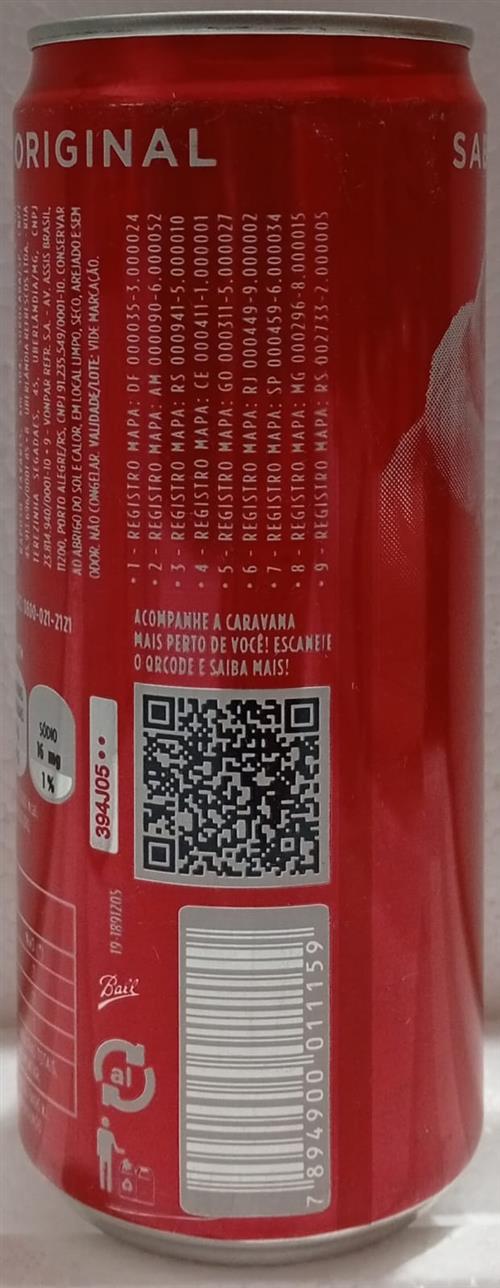 ORIGINAL
SA
TEREZINHA SEGADAES, 45, UBERLÂNDIA/MG, CNPJ
23.814.940/0001-10 • 9 - VONPAR REFR. S.A. - AV. ASSIS BRASIL,
11200, PORTO ALEGRE/RS, CNPJ 91.235.549/0001-10. CONSERVAR
AO ABRIGO DO SOL E CALOR, EM LOCAL LIMPO, SECO, AREJADO E SEM
ODOR. NÃO CONGELAR. VALIDADE/LOTE: VIDE MARCAÇÃO.
• 1 - REGISTRO MAPA: DF 000035-3.000024
• 2 - REGISTRO MAPA: AM 000090-6.000052
• 3 - REGISTRO MAPA: RS 000941-5.000010
• 4 - REGISTRO MAPA: CE 000411-1.000001
• 5 - REGISTRO MAPA: GO 000311-5.000027
• 6 - REGISTRO MAPA: RJ 000449-9.000002
• 7 - REGISTRO MAPA: SP 000459-6.000034
• 8 - REGISTRO MAPA: MG 000296-8.000015
• 9 - REGISTRO MAPA: RS 002733-2.000005
0800-021-2121
ACOMPANHE A CARAVANA
MAIS PERTO DE VOCÊ! ESCANEIE
O QRCODE E SAIBA MAIS!
SÓDIO
16 mg
1%
394J05 ••
19-1891205
Ball
al
7 894900 011159